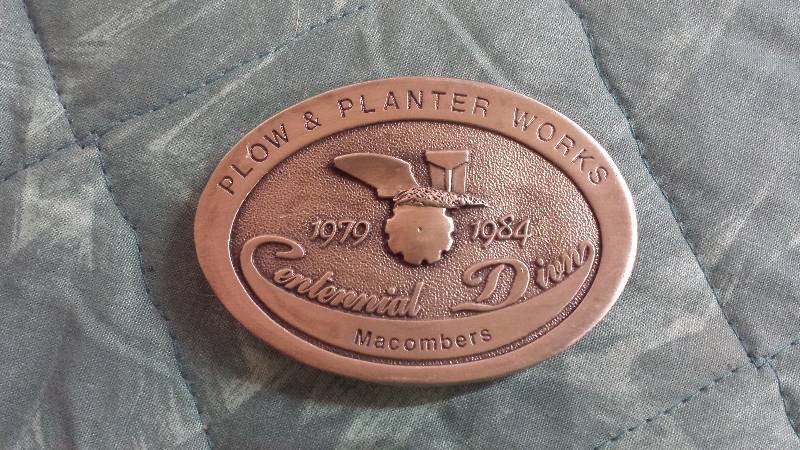 PLOW & PLANTER WORKS
1979 1984
Centennial Divn
Macombers